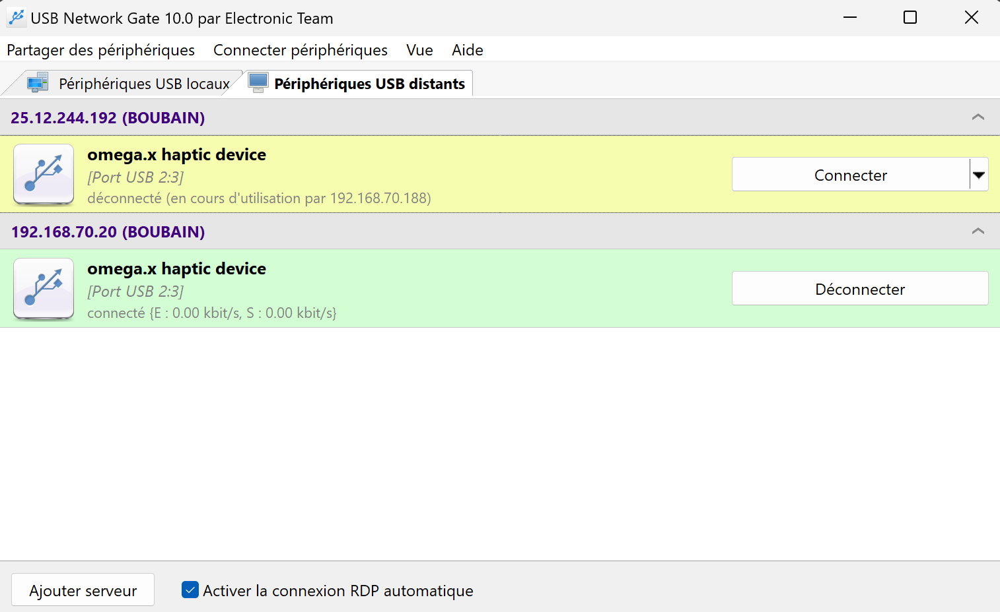 USB Network Gate 10.0 par Electronic Team
Partager des périphériques Connecter périphériques Vue Aide
Périphériques USB locaux Périphériques USB distants
25.12.244.192 (BOUBAIN)
omega.x haptic device
[Port USB 2:3]
déconnecté (en cours d'utilisation par 192.168.70.188)
Connecter
192.168.70.20 (BOUBAIN)
omega.x haptic device
[Port USB 2:3]
connecté {E : 0.00 kbit/s, S : 0.00 kbit/s}
Déconnecter
Ajouter serveur Activer la connexion RDP automatique